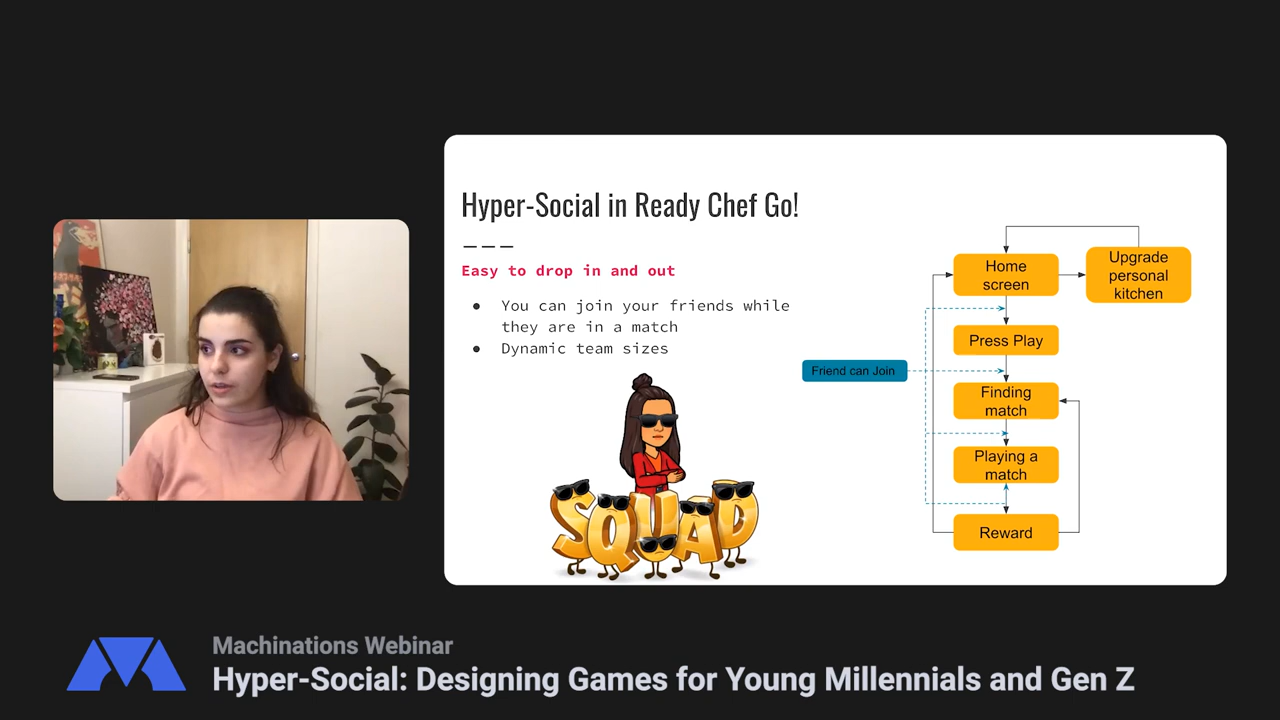 Hyper-Social in Ready Chef Go!
Easy to drop in and out
● You can join your friends while
they are in a match
● Dynamic team sizes
SQUAD
Home
screen
Upgrade
personal
kitchen
Press Play
Friend can Join
Finding
match
Playing a
match
Reward
Machinations Webinar
Hyper-Social: Designing Games for Young Millennials and Gen Z